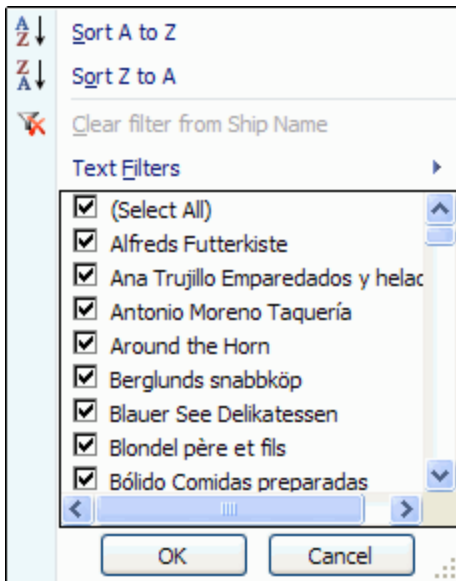 Sort A to Z
Sort Z to A
Clear filter from Ship Name
Text Filters
(Select All)
Alfreds Futterkiste
Ana Trujillo Emparedados y helac
Antonio Moreno Taquería
Around the Horn
Berglunds snabbköp
Blauer See Delikatessen
Blondel père et fils
Bólido Comidas preparadas
OK Cancel